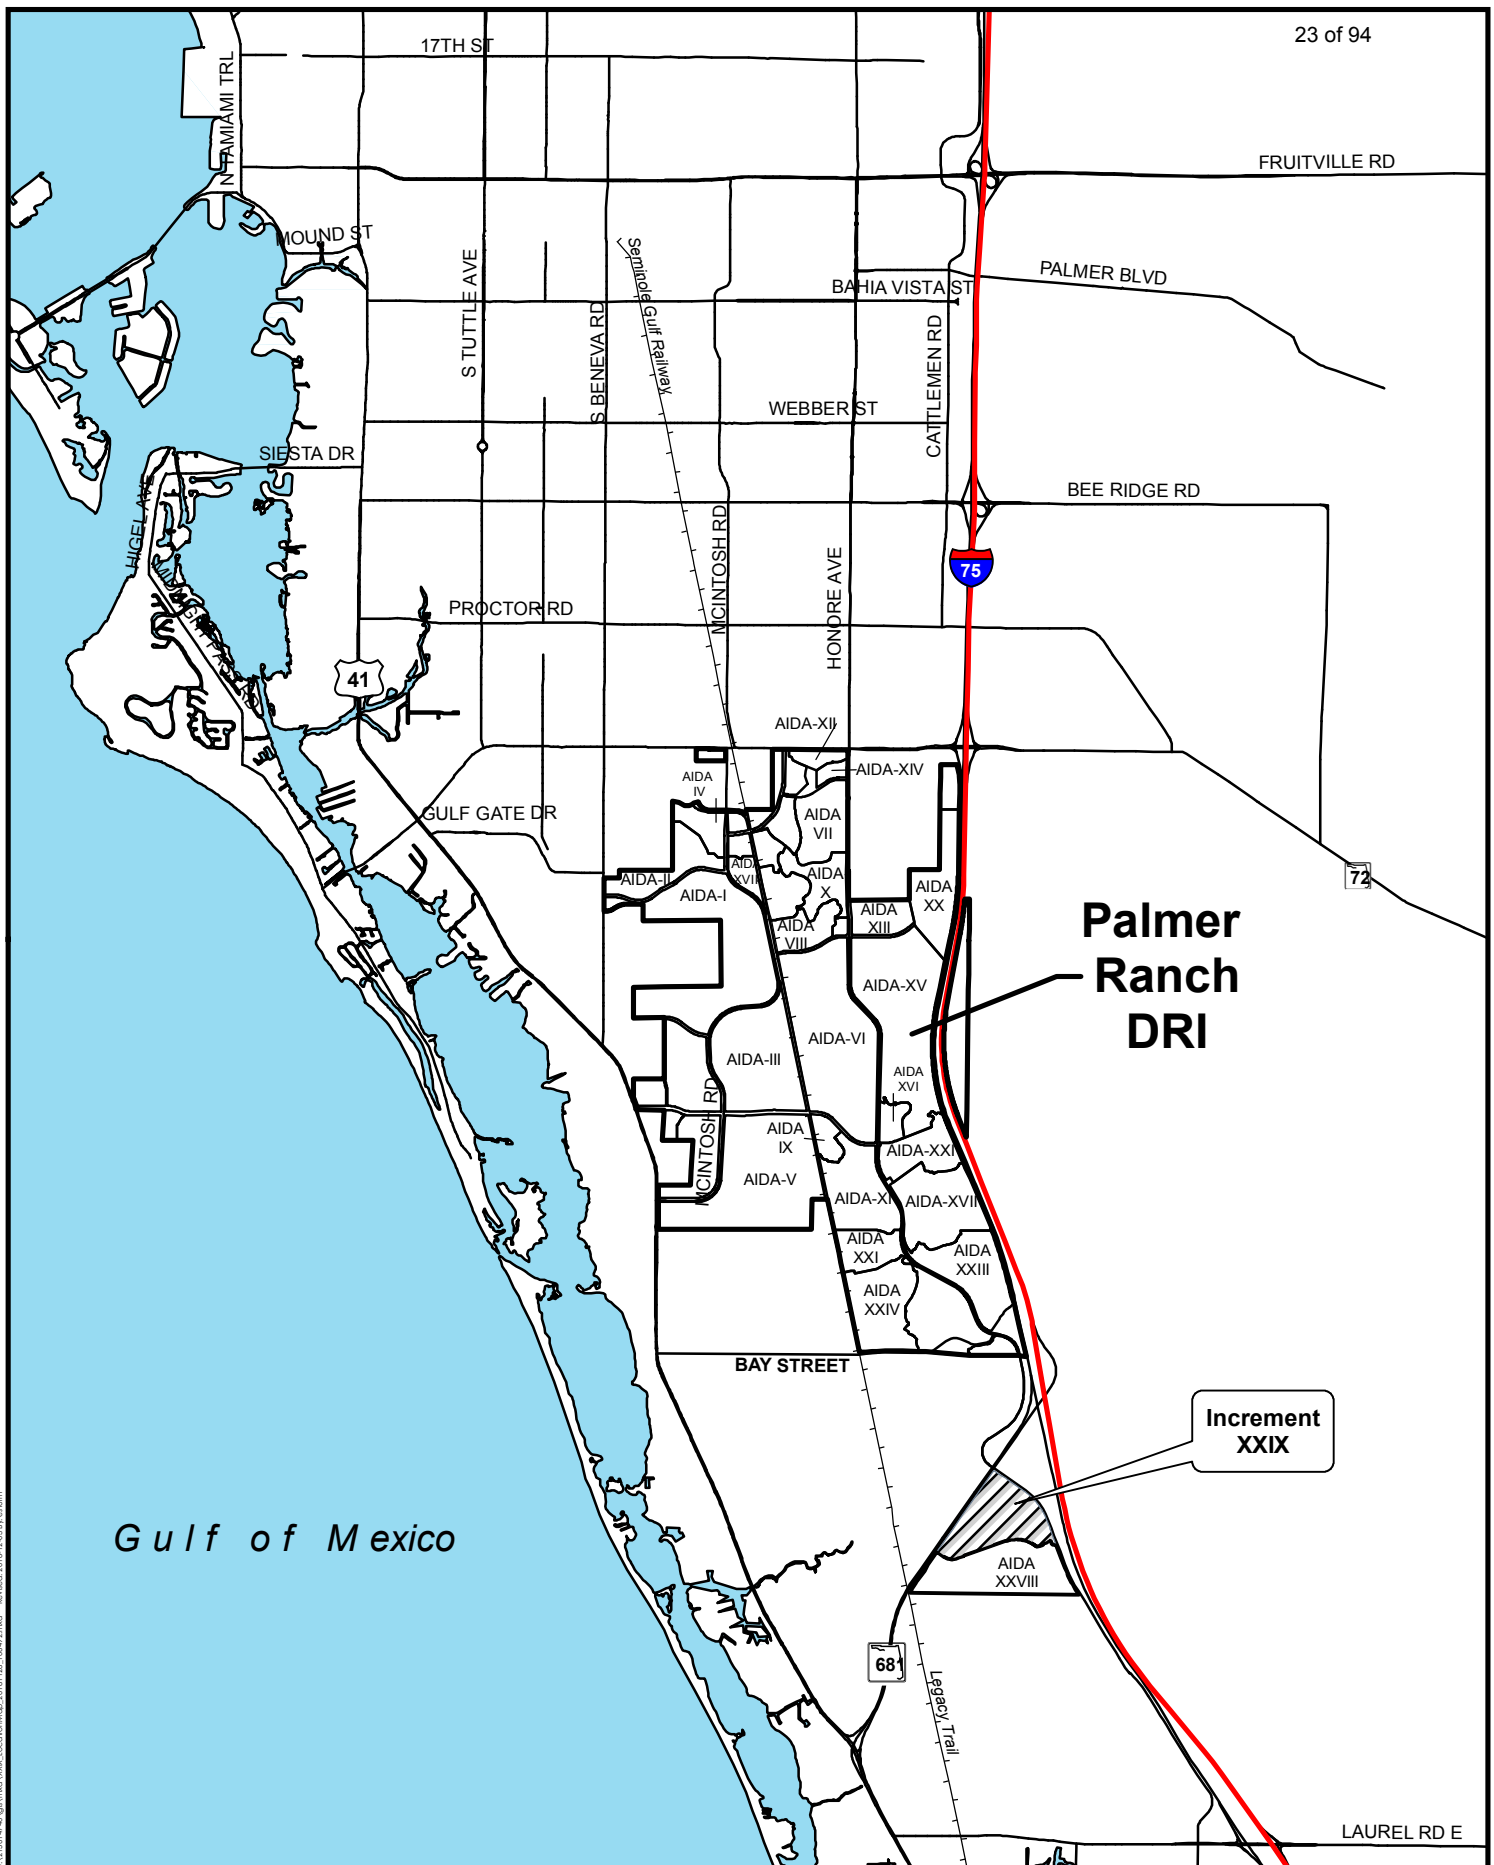 23 of 94
17TH ST
N TAMIAMI TRL
FRUITVILLE RD
MOUND ST
S TUTTLE AVE
Seminole Gulf Railway
PALMER BLVD
BAHIA VISTA ST
S BENEVA RD
CATTLEMEN RD
WEBBER ST
SIESTA DR
HIGEL AVE
BEE RIDGE RD
MCINTOSH RD
HONORE AVE
75
MIDNIGHT PASS RD
PROCTOR RD
41
AIDA-XII
AIDA-XIV
AIDA
IV
GULF GATE DR
AIDA
VII
72
AIDA-II
AIDA-I
AIDA
XVII
AIDA
X
AIDA
XX
AIDA
XIII
AIDA
VIII
Palmer
Ranch
DRI
AIDA-XV
AIDA-VI
AIDA-III
AIDA
XVI
MCINTOSH RD
AIDA
IX
AIDA-XXI
AIDA-V
AIDA-XI
AIDA-XVII
AIDA
XXI
AIDA
XXIII
AIDA
XXIV
BAY STREET
Increment
XXIX
Gulf of Mexico
AIDA
XXVIII
681
Legacy Trail
LAUREL RD E